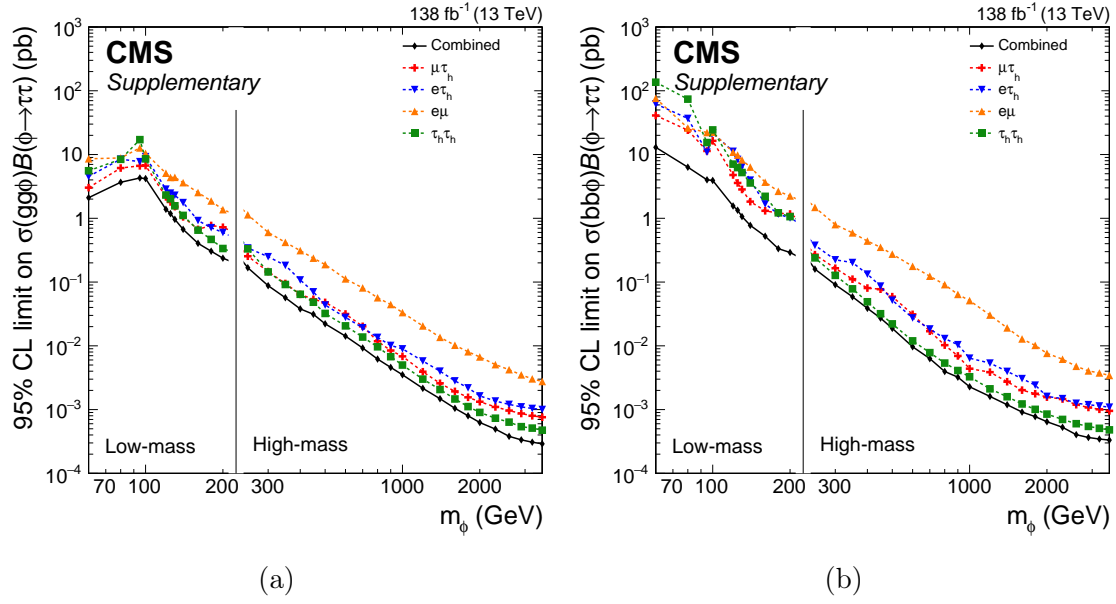 138 fb⁻¹ (13 TeV)
CMS
Supplementary
Combined
μτₕ
eτₕ
eμ
τₕτₕ
95% CL limit on σ(ggϕ)B(ϕ→ττ) (pb)
10³
10²
10
1
10⁻¹
10⁻²
10⁻³
10⁻⁴
Low-mass
High-mass
70 100 200 300 1000 2000
m_ϕ (GeV)
(a)
138 fb⁻¹ (13 TeV)
CMS
Supplementary
Combined
μτₕ
eτₕ
eμ
τₕτₕ
95% CL limit on σ(bbϕ)B(ϕ→ττ) (pb)
10³
10²
10
1
10⁻¹
10⁻²
10⁻³
10⁻⁴
Low-mass
High-mass
70 100 200 300 1000 2000
m_ϕ (GeV)
(b)